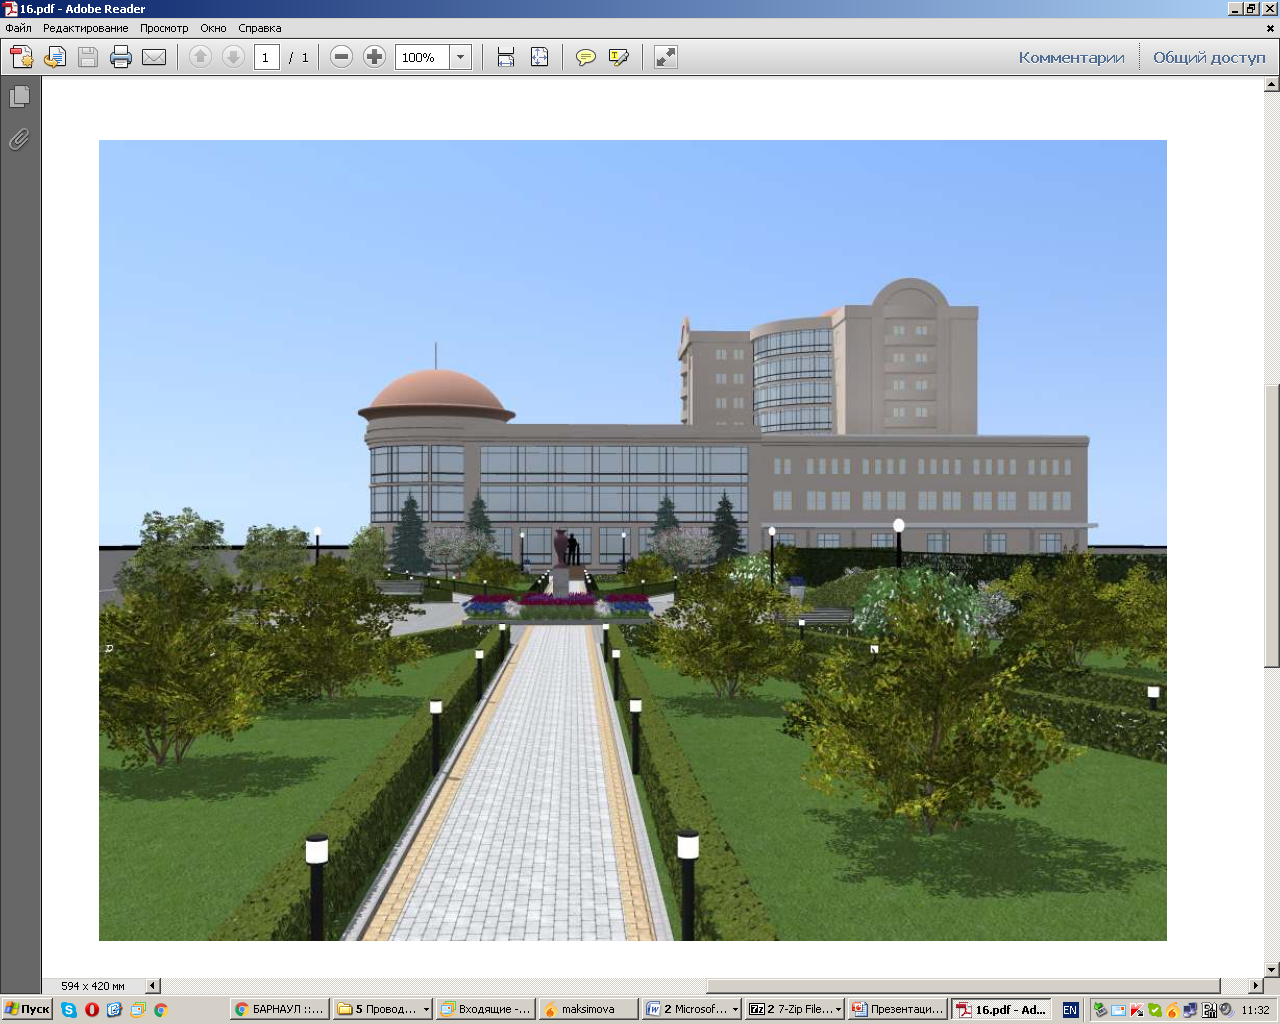 16.pdf - Adobe Reader
Файл Редактирование Просмотр Окно Справка
1 / 1 100% Комментарии Общий доступ
594 x 420 мм
Пуск БАРНАУЛ ::... 5 Провод... Входящие -... maksimova 2 Microsof... 7z 2 7-Zip File... Презентаци... 16.pdf - Ad... EN 11:32